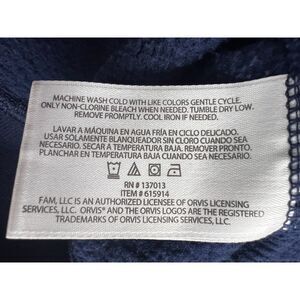 MACHINE WASH COLD WITH LIKE COLORS GENTLE CYCLE.
ONLY NON-CLORINE BLEACH WHEN NEEDED. TUMBLE DRY LOW.
REMOVE PROMPTLY. COOL IRON IF NEEDED.
LAVAR A MÁQUINA EN AGUA FRÍA EN CICLO DELICADO.
USAR SÓLAMENTE BLANQUEADOR SIN CLORO CUANDO SEA
NECESARIO. SECAR A TEMPERATURA BAJA. REMOVER PRONTO.
PLANCHAR EN TEMPERATURA BAJA CUANDO SEA NECESARIO.
RN# 137013
ITEM #615914
FAM, LLC IS AN AUTHORIZED LICENSEE OF ORVIS LICENSING
SERVICES, LLC. ORVIS® AND THE ORVIS LOGOS ARE THE REGISTERED
TRADEMARKS OF ORVIS LICENSING SERVICES, LLC.